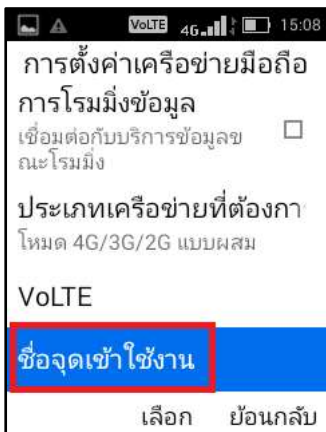 VoLTE 4G 15:08
การตั้งค่าเครือข่ายมือถือ
การโรมมิ่งข้อมูล
เชื่อมต่อกับบริการข้อมูลข
ณะโรมมิ่ง
ประเภทเครือข่ายที่ต้องกา
โหมด 4G/3G/2G แบบผสม
VoLTE
ชื่อจุดเข้าใช้งาน
เลือก ย้อนกลับ